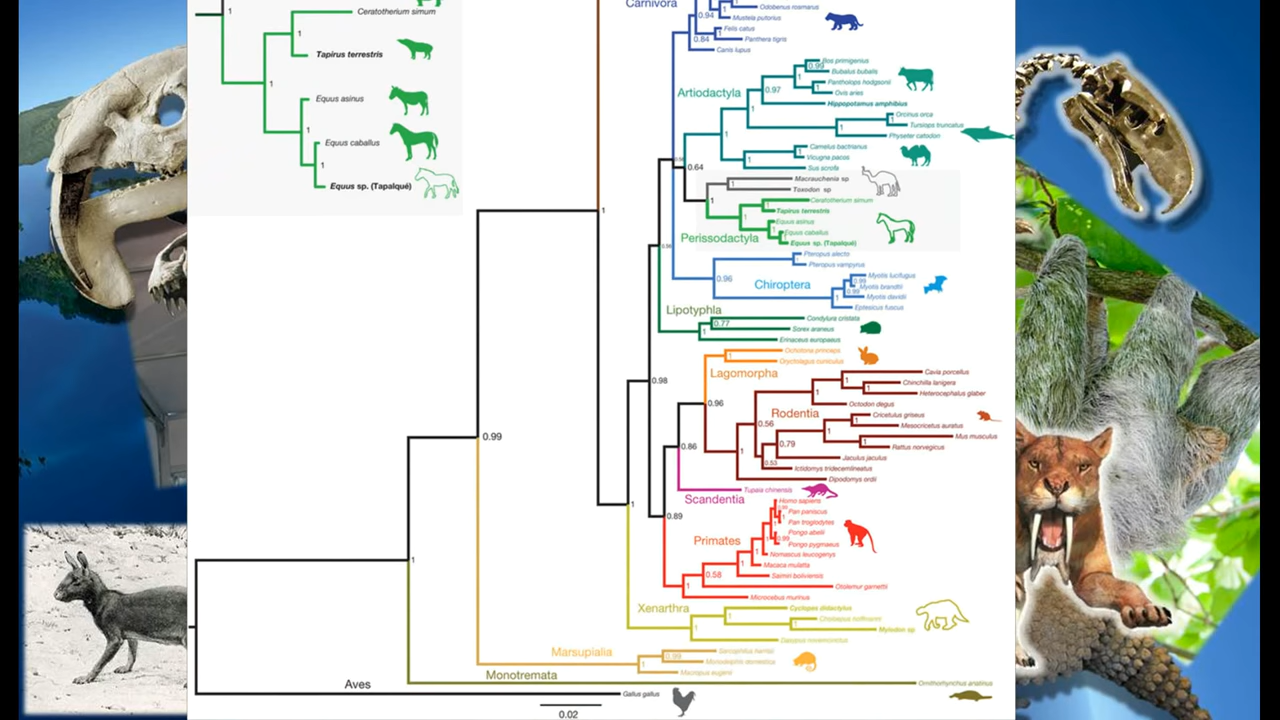 Carnivora
Odobenus rosmarus
Mustela putorius
0.94
Felis catus
Panthera tigris
0.84
Canis lupus
1
Ceratotherium simum
1
Tapirus terrestris
1
Equus asinus
1
Equus caballus
1
Equus sp. (Tapalqué)
Bos primigenius
0.99
Bubalus bubalis
Pantholops hodgsonii
Ovis aries
Artiodactyla
0.97
Hippopotamus amphibius
Orcinus orca
Tursiops truncatus
Physeter catodon
Camelus bactrianus
Vicugna pacos
Sus scrofa
0.64
Macrauchenia sp
Toxodon sp
Ceratotherium simum
Tapirus terrestris
Equus asinus
Equus caballus
Equus sp. (Tapalqué)
Perissodactyla
Pteropus alecto
Pteropus vampyrus
0.96
Chiroptera
Myotis lucifugus
Myotis brandtii
Myotis davidii
Eptesicus fuscus
Lipotyphla
Condylura cristata
0.77
Sorex araneus
Erinaceus europaeus
Ochotona princeps
Oryctolagus cuniculus
Lagomorpha
0.98
0.96
Cavia porcellus
Chinchilla lanigera
Heterocephalus glaber
Octodon degus
Rodentia
Cricetulus griseus
Mesocricetus auratus
0.56
Mus musculus
Rattus norvegicus
0.79
Jaculus jaculus
0.53
Ictidomys tridecemlineatus
Dipodomys ordii
0.99
0.86
Tupaia chinensis
Scandentia
0.89
Homo sapiens
Pan paniscus
Pan troglodytes
Pongo abelii
Pongo pygmaeus
Primates
Nomascus leucogenys
Macaca mulatta
0.58
Saimiri boliviensis
Otolemur garnettii
Microcebus murinus
Xenarthra
Cyclopes didactylus
Choloepus hoffmanni
Mylodon sp
Dasypus novemcinctus
Marsupialia
Sarcophilus harrisii
0.99
Monodelphis domestica
Macropus eugenii
Monotremata
Ornithorhynchus anatinus
Aves
Gallus gallus
0.02